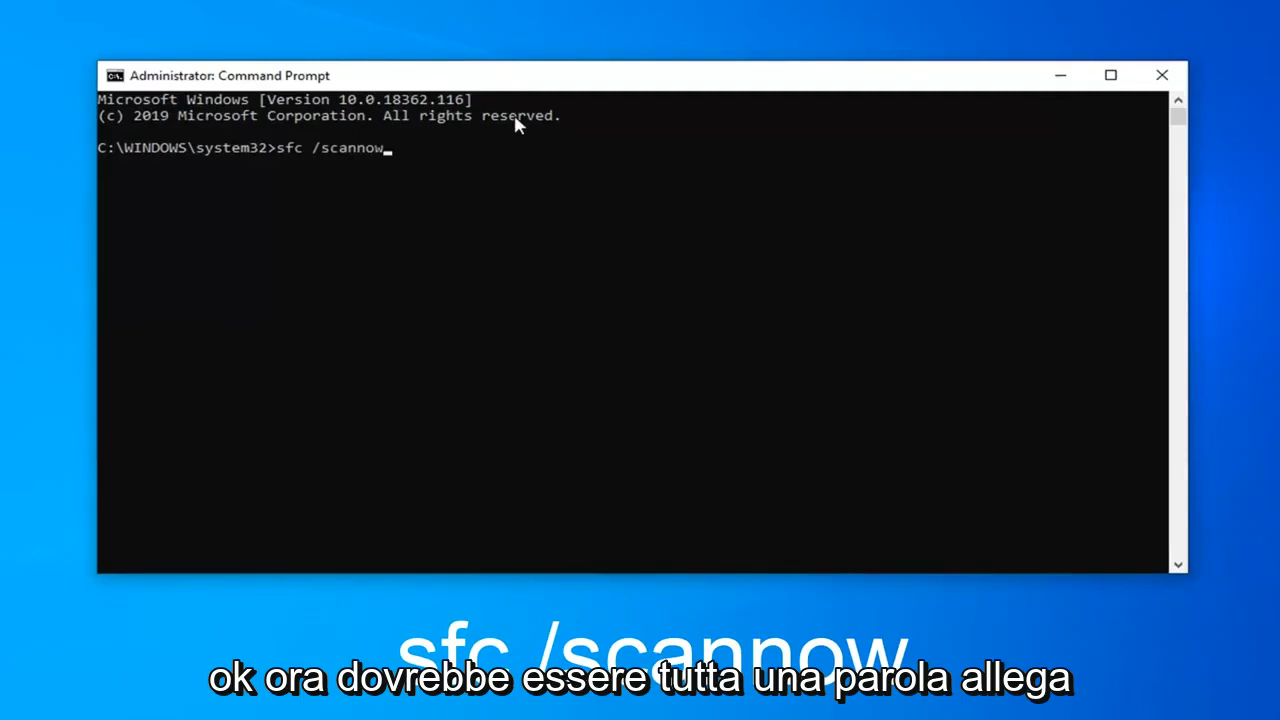 Administrator: Command Prompt
Microsoft Windows [Version 10.0.18362.116]
(c) 2019 Microsoft Corporation. All rights reserved.
C:\WINDOWS\system32>sfc /scannow
sfc /scannow
ok ora dovrebbe essere tutta una parola allega